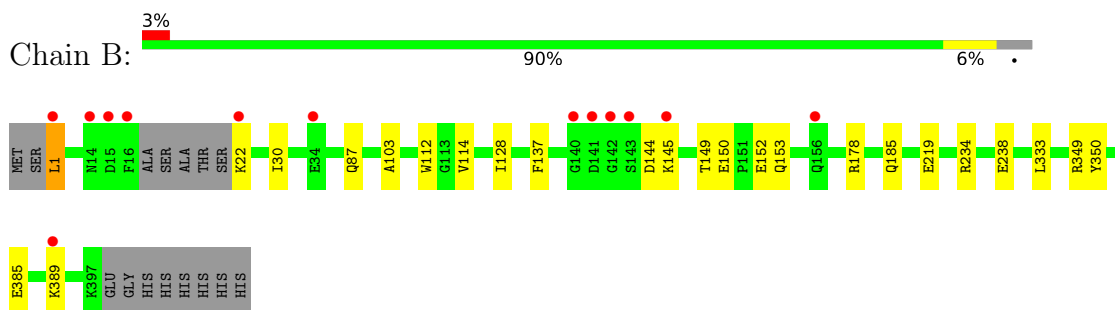 3%
Chain B:
90% 6% •
MET SER L1 N14 D15 F16 ALA SER ALA THR SER K22 I30 E34 Q87 A103 W112 G113 V114 I128 F137 G140 D141 G142 S143 D144 K145 T149 E150 P151 E152 Q153 Q156 R178 Q185 E219 R234 E238 L333 R349 Y350
E385 K389 K397 GLU GLY HIS HIS HIS HIS HIS HIS